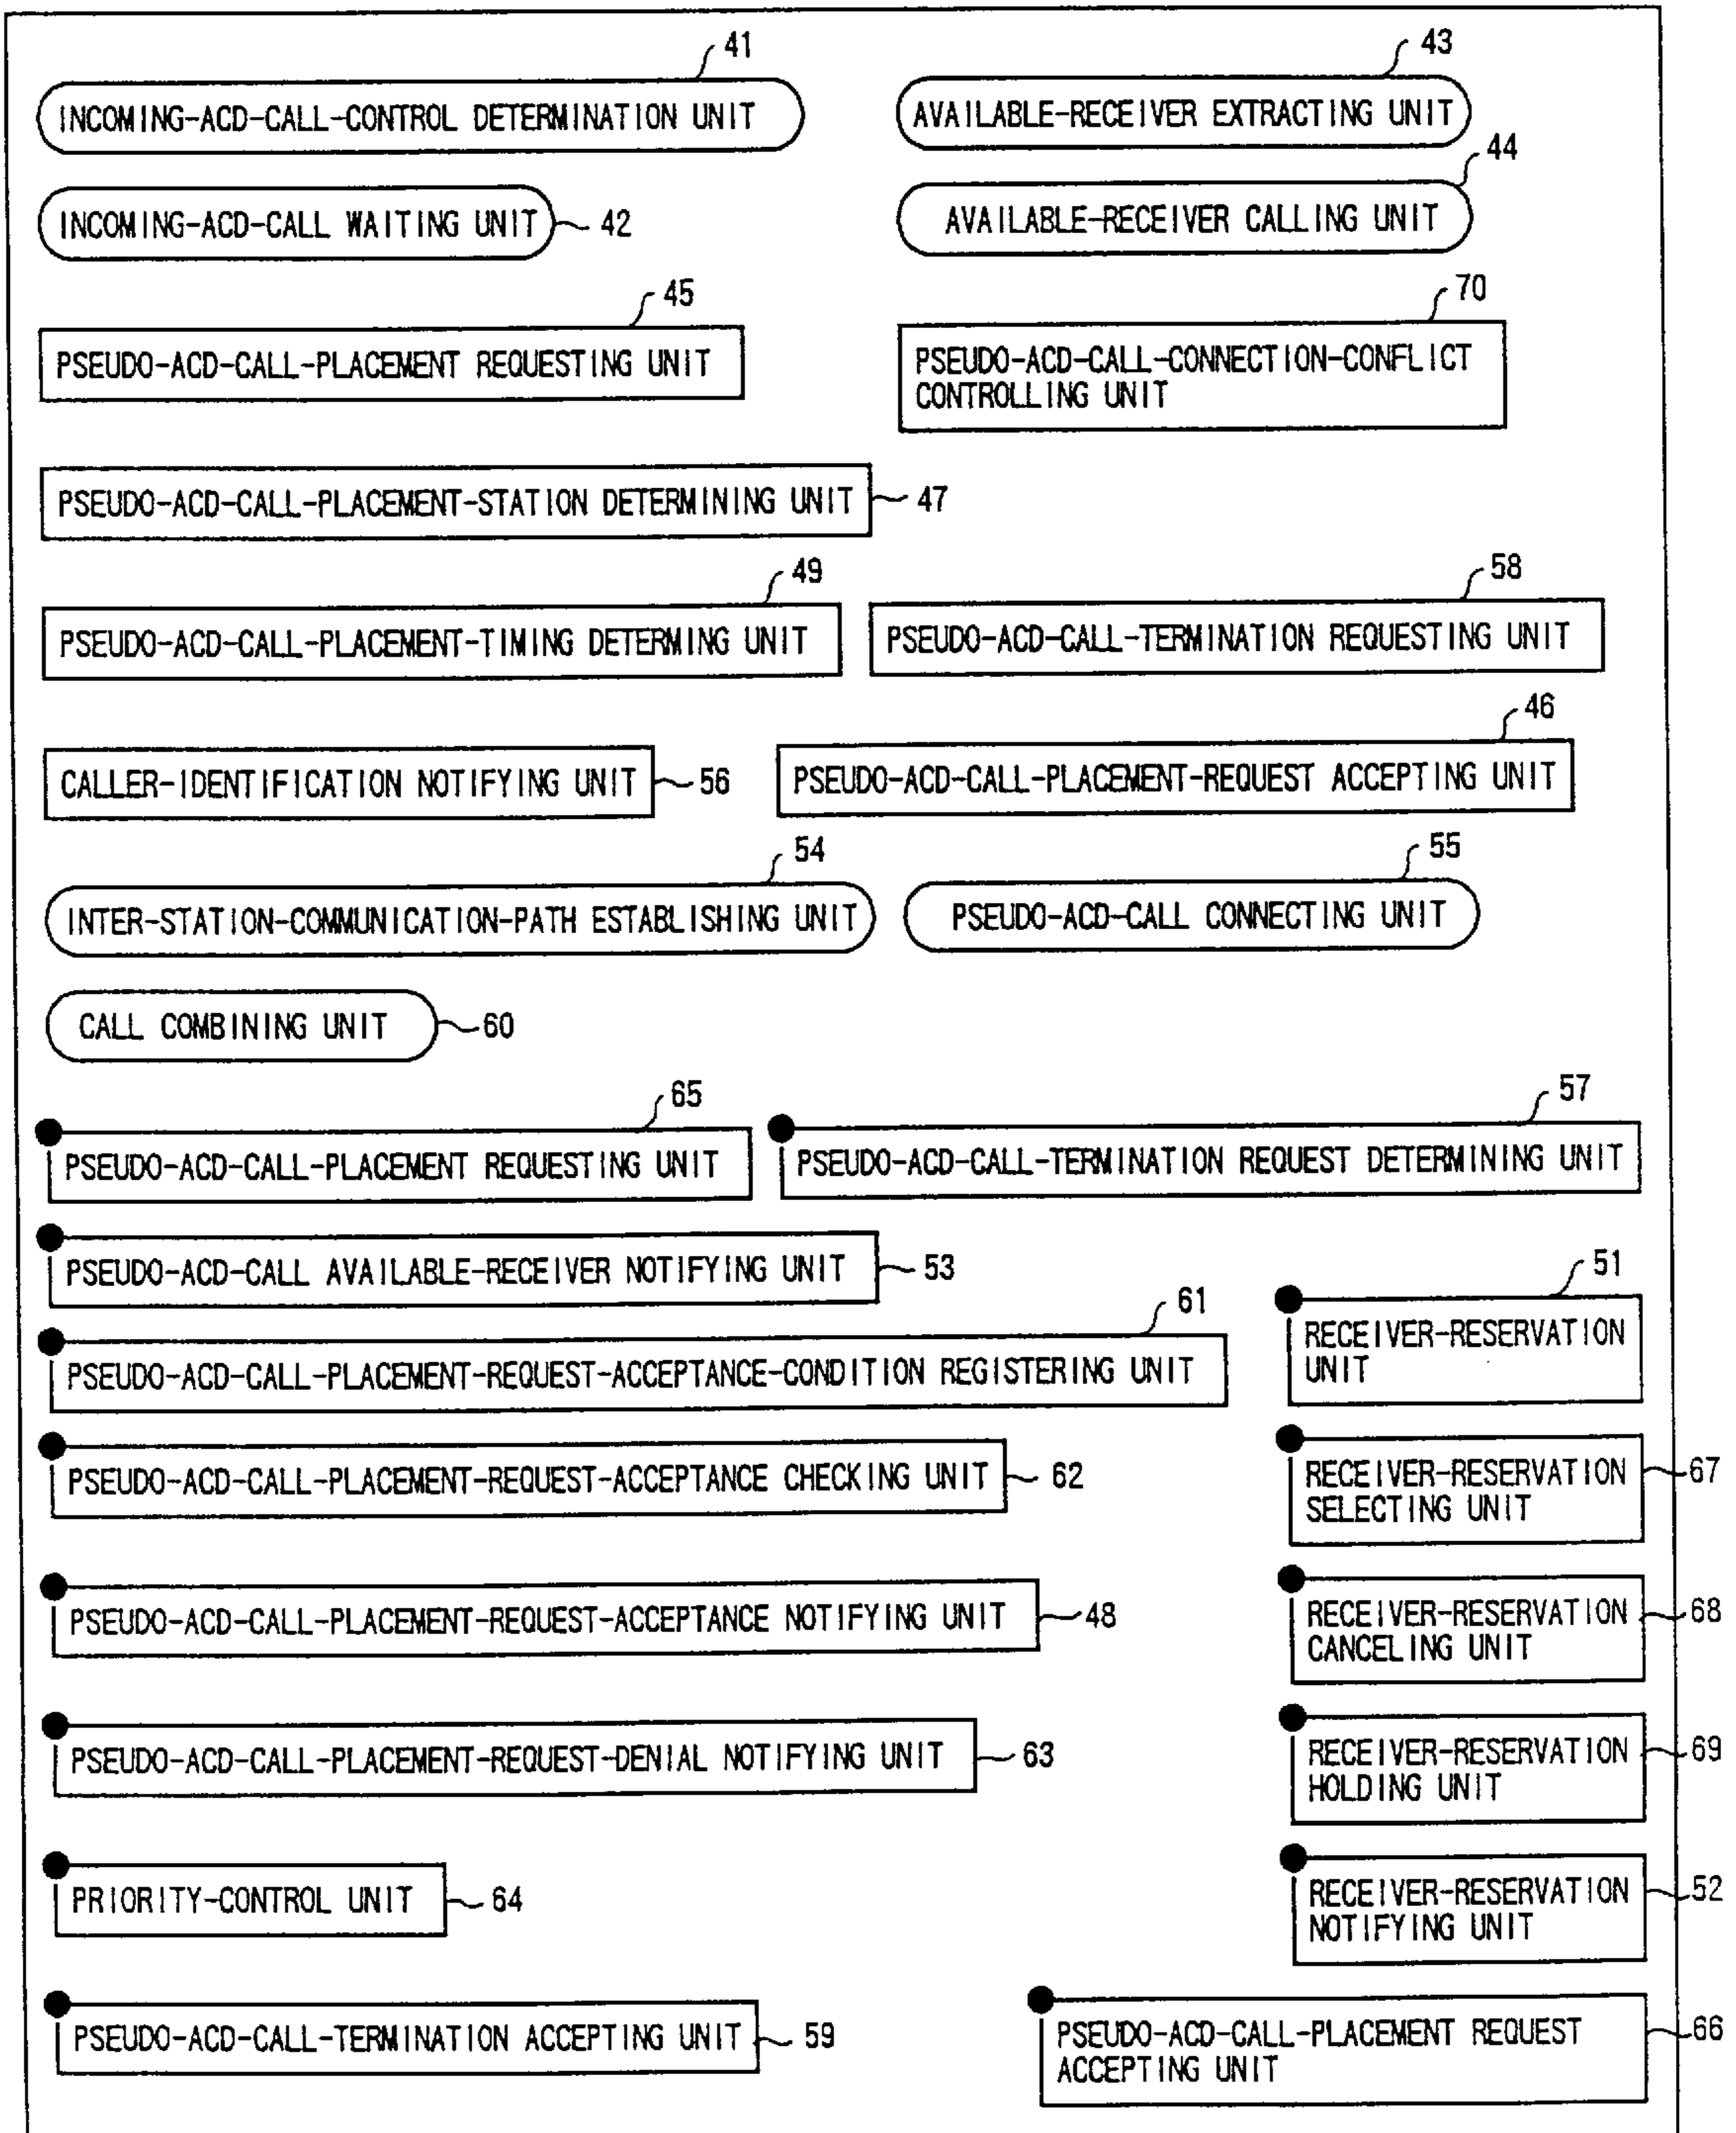 41
INCOMING-ACD-CALL-CONTROL DETERMINATION UNIT
43
AVAILABLE-RECEIVER EXTRACTING UNIT
INCOMING-ACD-CALL WAITING UNIT
42
44
AVAILABLE-RECEIVER CALLING UNIT
45
PSEUDO-ACD-CALL-PLACEMENT REQUESTING UNIT
70
PSEUDO-ACD-CALL-CONNECTION-CONFLICT
CONTROLLING UNIT
PSEUDO-ACD-CALL-PLACEMENT-STATION DETERMINING UNIT
47
49
PSEUDO-ACD-CALL-PLACEMENT-TIMING DETERMING UNIT
58
PSEUDO-ACD-CALL-TERMINATION REQUESTING UNIT
CALLER-IDENTIFICATION NOTIFYING UNIT
56
46
PSEUDO-ACD-CALL-PLACEMENT-REQUEST ACCEPTING UNIT
54
INTER-STATION-COMMUNICATION-PATH ESTABLISHING UNIT
55
PSEUDO-ACD-CALL CONNECTING UNIT
CALL COMBINING UNIT
60
65
PSEUDO-ACD-CALL-PLACEMENT REQUESTING UNIT
57
PSEUDO-ACD-CALL-TERMINATION REQUEST DETERMINING UNIT
PSEUDO-ACD-CALL AVAILABLE-RECEIVER NOTIFYING UNIT
53
51
RECEIVER-RESERVATION
UNIT
61
PSEUDO-ACD-CALL-PLACEMENT-REQUEST-ACCEPTANCE-CONDITION REGISTERING UNIT
PSEUDO-ACD-CALL-PLACEMENT-REQUEST-ACCEPTANCE CHECKING UNIT
62
RECEIVER-RESERVATION
SELECTING UNIT
67
PSEUDO-ACD-CALL-PLACEMENT-REQUEST-ACCEPTANCE NOTIFYING UNIT
48
RECEIVER-RESERVATION
CANCELING UNIT
68
PSEUDO-ACD-CALL-PLACEMENT-REQUEST-DENIAL NOTIFYING UNIT
63
RECEIVER-RESERVATION
HOLDING UNIT
69
PRIORITY-CONTROL UNIT
64
RECEIVER-RESERVATION
NOTIFYING UNIT
52
PSEUDO-ACD-CALL-TERMINATION ACCEPTING UNIT
59
PSEUDO-ACD-CALL-PLACEMENT REQUEST
ACCEPTING UNIT
66